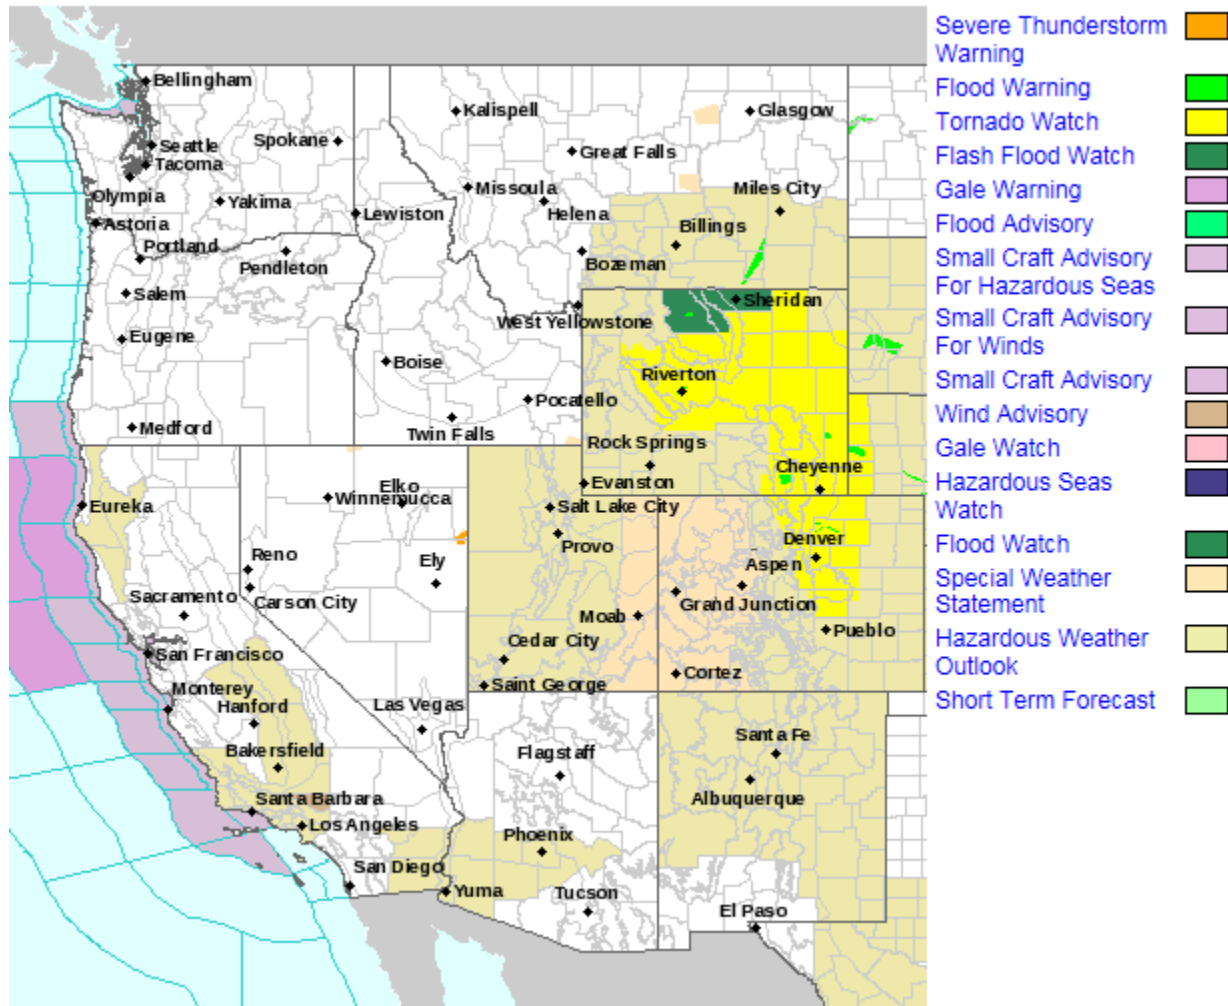 Bellingham
Seattle
Tacoma
Olympia
Astoria
Spokane
Yakima
Portland
Pendleton
Salem
Eugene
Medford
Kalispell
Glasgow
Great Falls
Missoula
Helena
Miles City
Lewiston
Billings
Bozeman
West Yellowstone
Sheridan
Boise
Riverton
Pocatello
Twin Falls
Rock Springs
Evanston
Cheyenne
Eureka
Elko
Winnemucca
Salt Lake City
Provo
Reno
Carson City
Ely
Denver
Aspen
Grand Junction
Sacramento
Moab
Pueblo
San Francisco
Cedar City
Cortez
Saint George
Monterey
Hanford
Las Vegas
Bakersfield
Flagstaff
Santa Fe
Albuquerque
Santa Barbara
Los Angeles
Phoenix
San Diego
Yuma
Tucson
El Paso
Severe Thunderstorm
Warning
Flood Warning
Tornado Watch
Flash Flood Watch
Gale Warning
Flood Advisory
Small Craft Advisory
For Hazardous Seas
Small Craft Advisory
For Winds
Small Craft Advisory
Wind Advisory
Gale Watch
Hazardous Seas
Watch
Flood Watch
Special Weather
Statement
Hazardous Weather
Outlook
Short Term Forecast